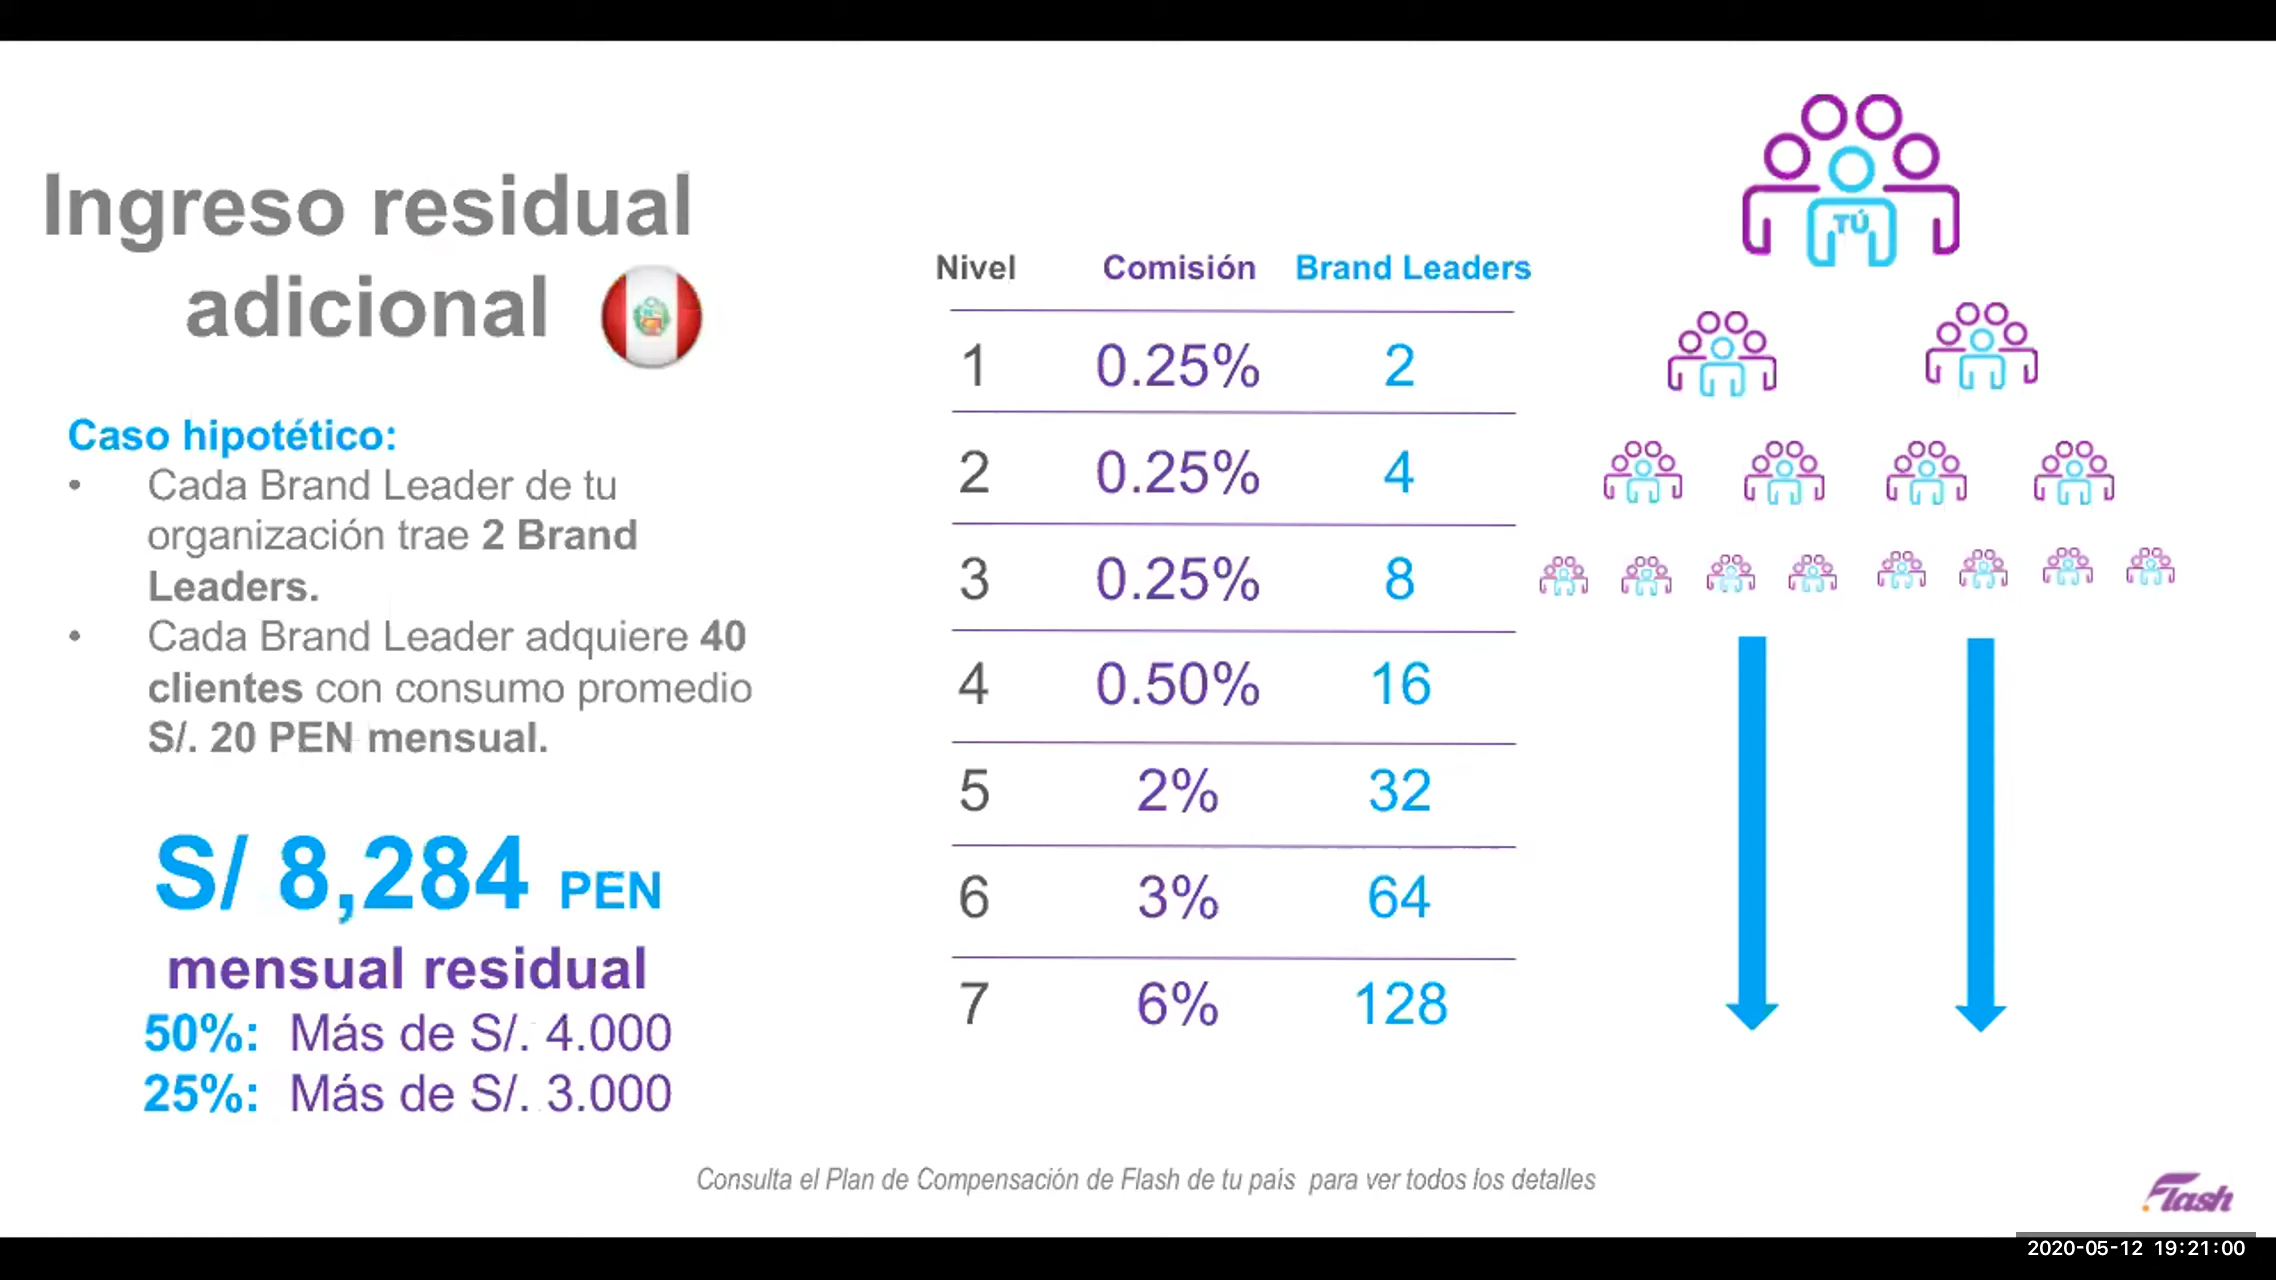 Ingreso residual
adicional
Caso hipotético:
• Cada Brand Leader de tu
organización trae 2 Brand
Leaders.
• Cada Brand Leader adquiere 40
clientes con consumo promedio
S/. 20 PEN mensual.
S/ 8,284 PEN
mensual residual
50%: Más de S/. 4.000
25%: Más de S/. 3.000
Nivel Comisión Brand Leaders
1 0.25% 2
2 0.25% 4
3 0.25% 8
4 0.50% 16
5 2% 32
6 3% 64
7 6% 128
TÚ
Consulta el Plan de Compensación de Flash de tu país para ver todos los detalles
Flash
2020-05-12 19:21:00